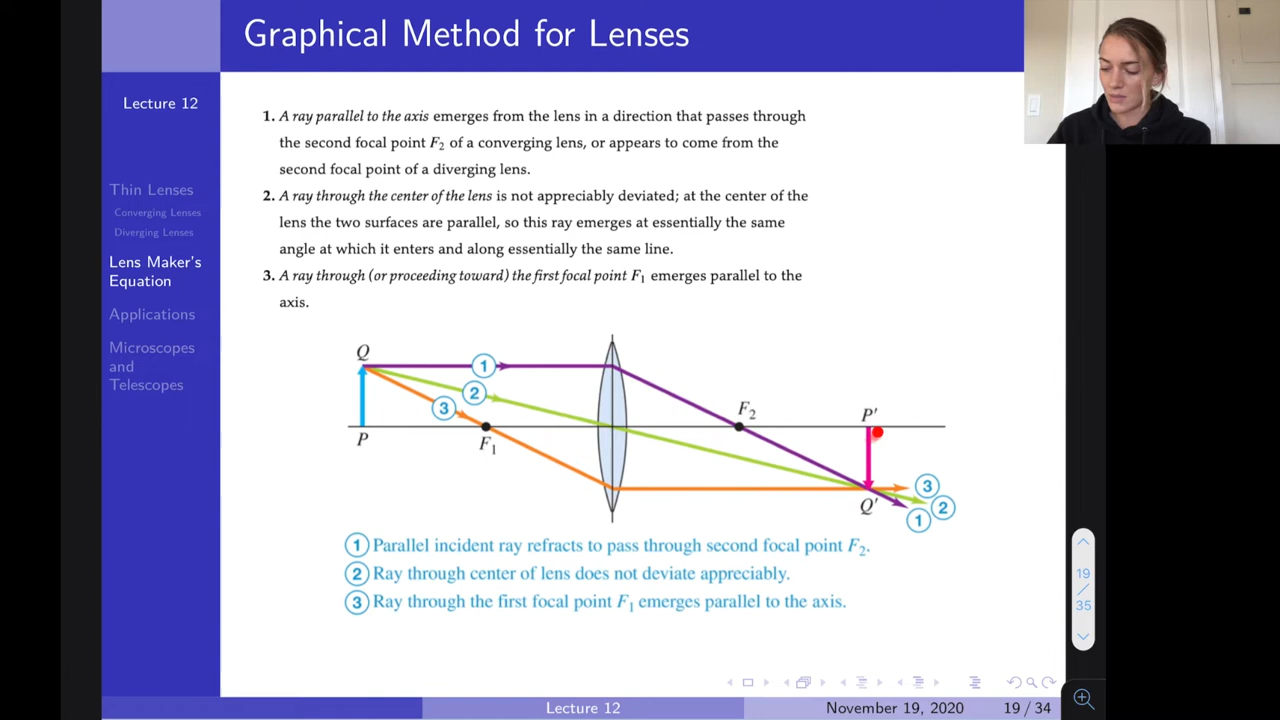 Graphical Method for Lenses
Lecture 12
Thin Lenses
Converging Lenses
Diverging Lenses
Lens Maker's
Equation
Applications
Microscopes
and
Telescopes
1. A ray parallel to the axis emerges from the lens in a direction that passes through
the second focal point F₂ of a converging lens, or appears to come from the
second focal point of a diverging lens.
2. A ray through the center of the lens is not appreciably deviated; at the center of the
lens the two surfaces are parallel, so this ray emerges at essentially the same
angle at which it enters and along essentially the same line.
3. A ray through (or proceeding toward) the first focal point F₁ emerges parallel to the
axis.
Q
1
2
3
P
F₁
F₂
P′
Q′
3
2
1
1 Parallel incident ray refracts to pass through second focal point F₂.
2 Ray through center of lens does not deviate appreciably.
3 Ray through the first focal point F₁ emerges parallel to the axis.
19
/
35
Lecture 12
November 19, 2020
19 / 34